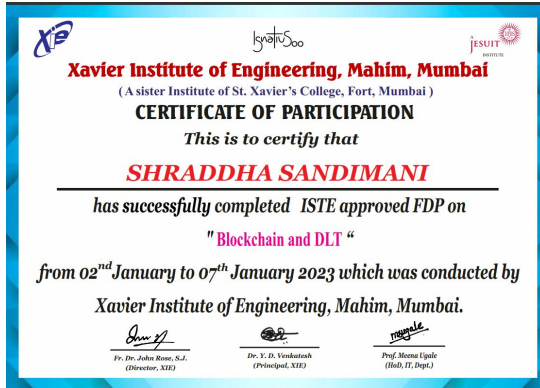 XIE
Ignatius500
JESUIT
INSTITUTE
Xavier Institute of Engineering, Mahim, Mumbai
( A sister Institute of St. Xavier's College, Fort, Mumbai )
CERTIFICATE OF PARTICIPATION
This is to certify that
SHRADDHA SANDIMANI
has successfully completed ISTE approved FDP on
" Blockchain and DLT “
from 02nd January to 07th January 2023 which was conducted by
Xavier Institute of Engineering, Mahim, Mumbai.
Fr. Dr. John Rose, S.J.
(Director, XIE)
Dr. Y. D. Venkatesh
(Principal, XIE)
Prof. Meena Ugale
(HoD, IT, Dept.)